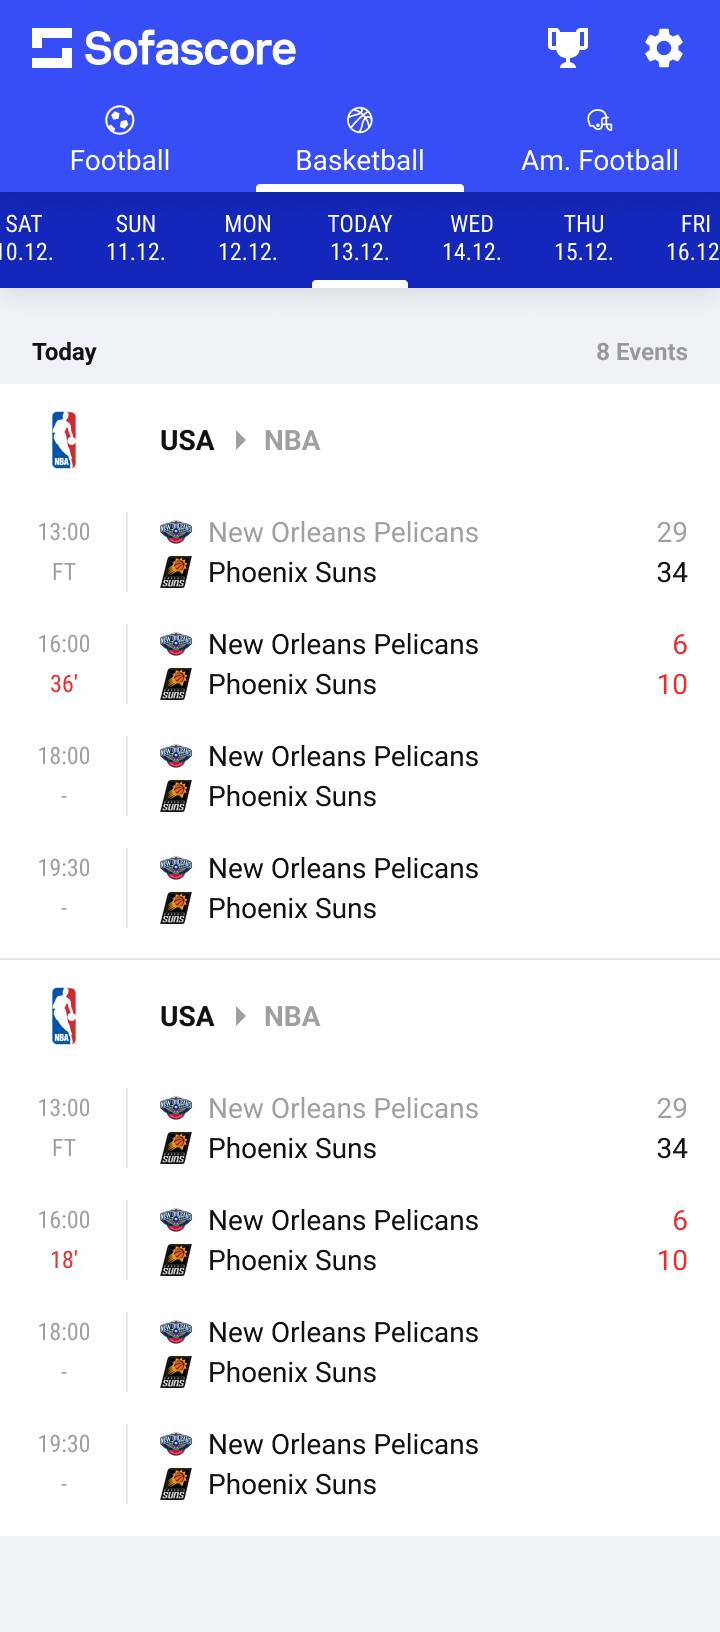 Sofascore
Football Basketball Am. Football
SAT SUN MON TODAY WED THU FRI
10.12. 11.12. 12.12. 13.12. 14.12. 15.12. 16.12
Today 8 Events
NBA USA NBA
13:00 New Orleans Pelicans 29
FT Phoenix Suns 34
16:00 New Orleans Pelicans 6
36' Phoenix Suns 10
18:00 New Orleans Pelicans
- Phoenix Suns
19:30 New Orleans Pelicans
- Phoenix Suns
NBA USA NBA
13:00 New Orleans Pelicans 29
FT Phoenix Suns 34
16:00 New Orleans Pelicans 6
18' Phoenix Suns 10
18:00 New Orleans Pelicans
- Phoenix Suns
19:30 New Orleans Pelicans
- Phoenix Suns